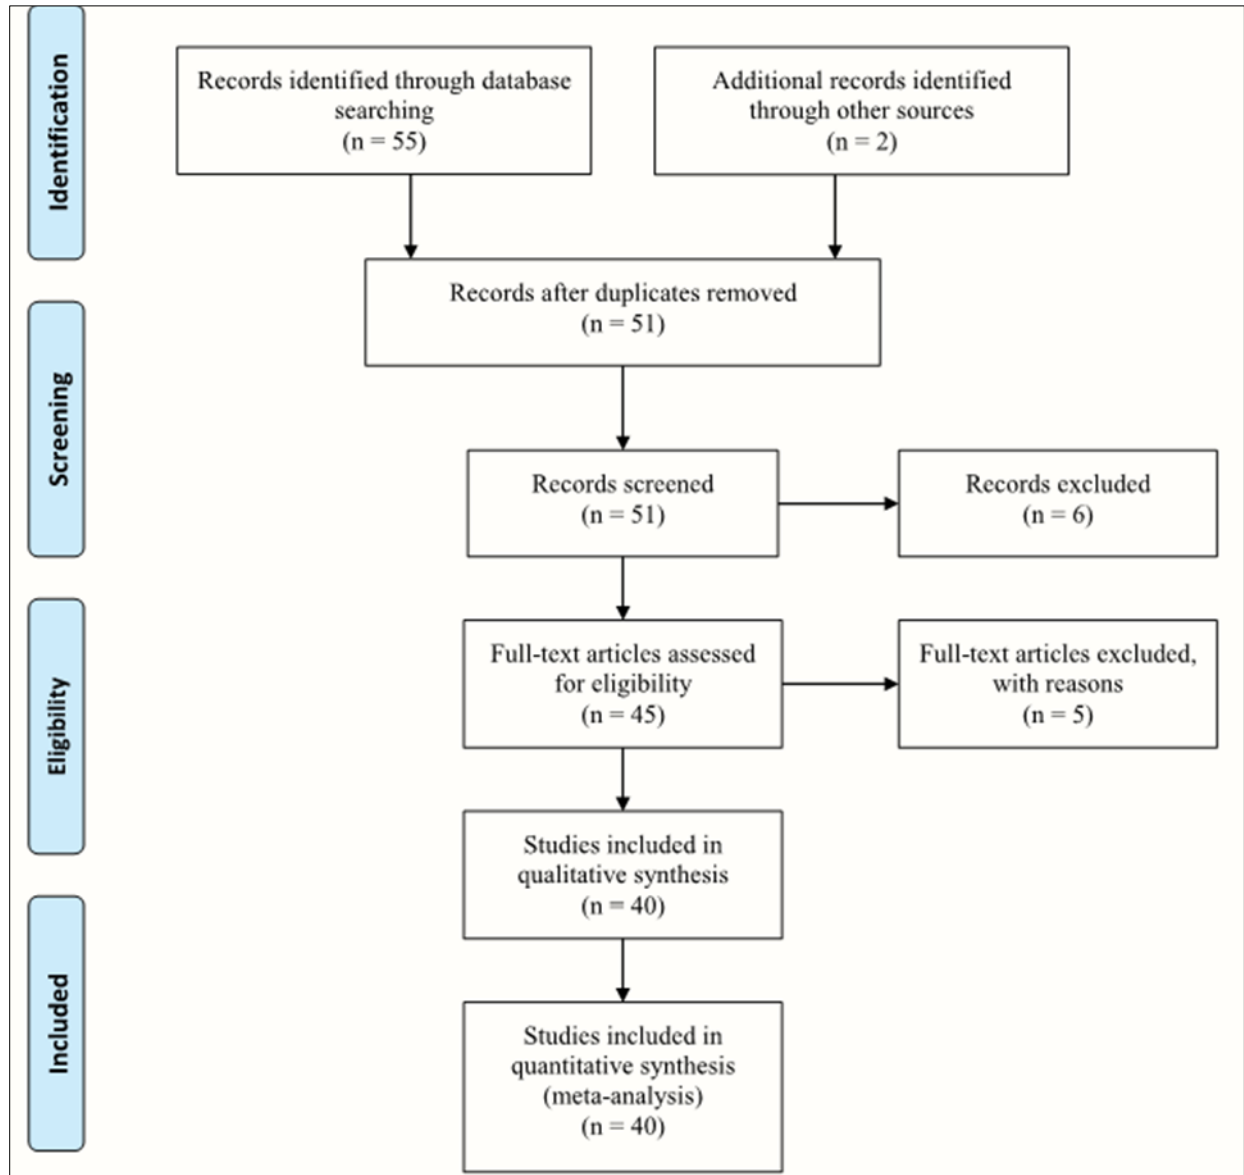 Identification
Records identified through database
searching
(n = 55)
Additional records identified
through other sources
(n = 2)
Records after duplicates removed
(n = 51)
Screening
Records screened
(n = 51)
Records excluded
(n = 6)
Eligibility
Full-text articles assessed
for eligibility
(n = 45)
Full-text articles excluded,
with reasons
(n = 5)
Studies included in
qualitative synthesis
(n = 40)
Included
Studies included in
quantitative synthesis
(meta-analysis)
(n = 40)